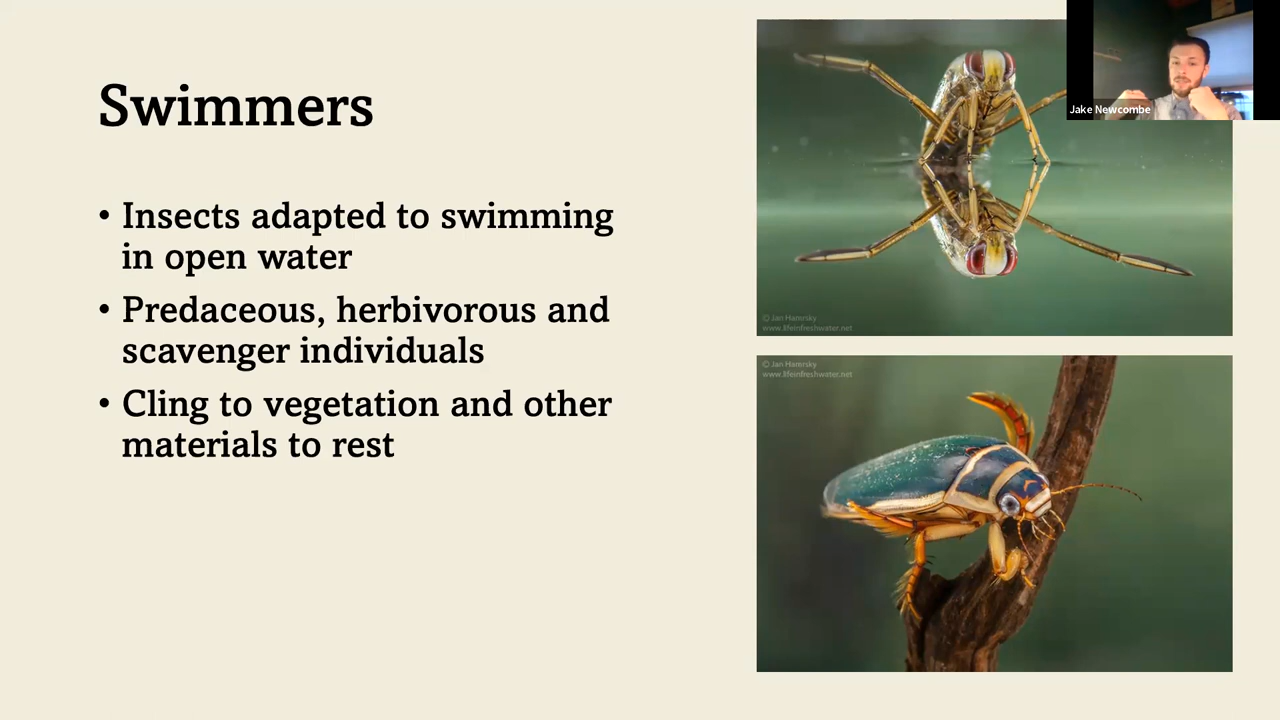 Swimmers
• Insects adapted to swimming
in open water
• Predaceous, herbivorous and
scavenger individuals
• Cling to vegetation and other
materials to rest
Jake Newcombe
© Jan Hamrsky
www.lifeinfreshwater.net
© Jan Hamrsky
www.lifeinfreshwater.net